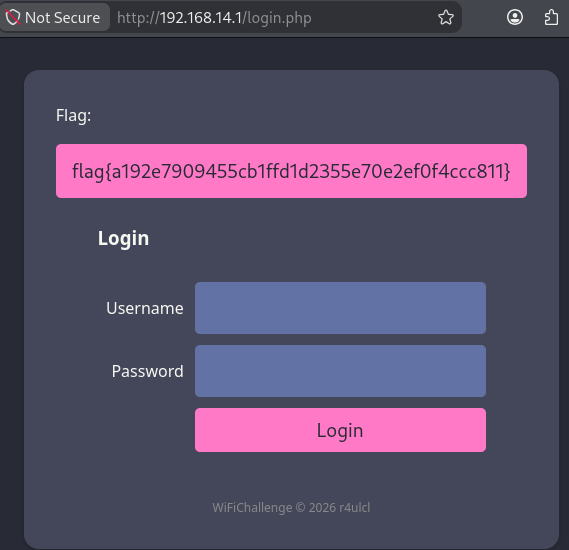 Not Secure http://192.168.14.1/login.php
Flag:
flag{a192e7909455cb1ffd1d2355e70e2ef0f4ccc811}
Login
Username
Password
Login
WiFiChallenge © 2026 r4ulcl